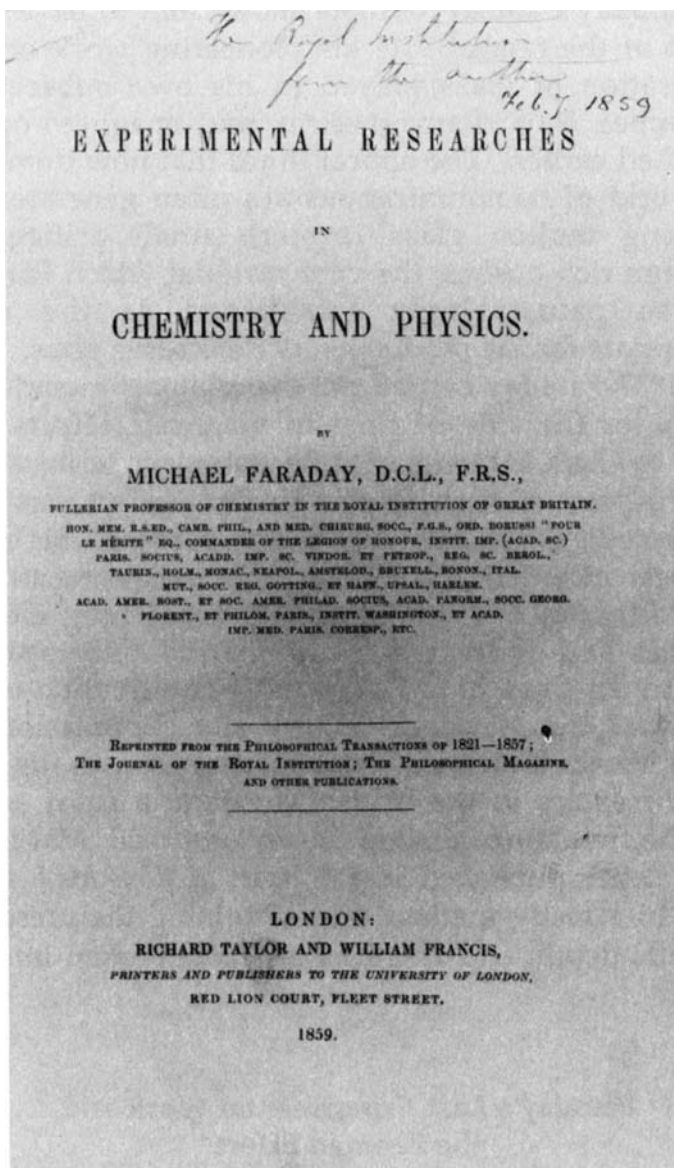 The Royal Institution
from the author
Feb. 7 1859
EXPERIMENTAL RESEARCHES
IN
CHEMISTRY AND PHYSICS.
BY
MICHAEL FARADAY, D.C.L., F.R.S.,
FULLERIAN PROFESSOR OF CHEMISTRY IN THE ROYAL INSTITUTION OF GREAT BRITAIN.
HON. MEM. R.S.ED., CAMB. PHIL., AND MED. CHIRURG. SOCC., F.G.S., ORD. BORUSSI "POUR
LE MÉRITE" EQ., COMMANDER OF THE LEGION OF HONOUR, INSTIT. IMP. (ACAD. SC.)
PARIS. SOCIUS, ACADD. IMP. SC. VINDOB. ET PETROP., REG. SC. BEROL.,
TAURIN., HOLM., MONAC., NEAPOL., AMSTELOD., BRUXELL., BONON., ITAL.
MUT., SOCC. REG. GOTTING., ET HAFN., UPSAL., HARLEM.
ACAD. AMER. BOST., ET SOC. AMER. PHILAD. SOCIUS, ACAD. PANORM., SOCC. GEORG.
FLORENT., ET PHILOM. PARIS., INSTIT. WASHINGTON., ET ACAD.
IMP. MED. PARIS. CORRESP., ETC.
REPRINTED FROM THE PHILOSOPHICAL TRANSACTIONS OF 1821—1857;
THE JOURNAL OF THE ROYAL INSTITUTION; THE PHILOSOPHICAL MAGAZINE,
AND OTHER PUBLICATIONS.
LONDON:
RICHARD TAYLOR AND WILLIAM FRANCIS,
PRINTERS AND PUBLISHERS TO THE UNIVERSITY OF LONDON,
RED LION COURT, FLEET STREET.
1859.